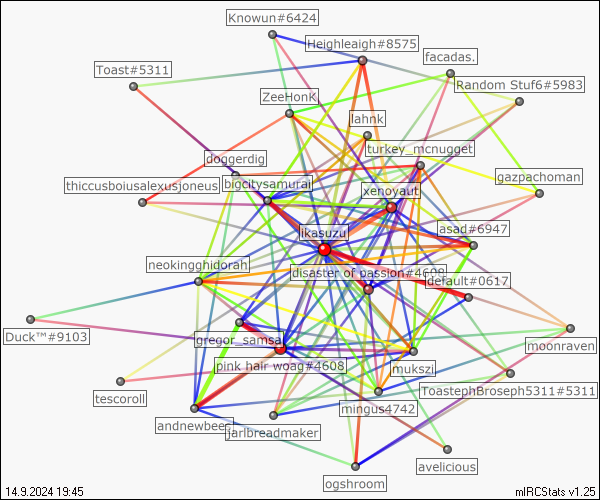 Knowun#6424
Heighleaigh#8575
facadas.
Toast#5311
Random Stuf6#5983
ZeeHonK
lahnk
turkey_mcnugget
doggerdig
thiccusboiusalexusjoneus
bigcitysamurai
xenoyaut
gazpachoman
ikasuzu
asad#6947
neokingghidorah
disaster of passion#4600
default#0617
Duck™#9103
gregor_samsa
moonraven
pink hair woag#4608
mukszi
ToastephBroseph5311#5311
tescoroll
mingus4742
andnewbees
jarlbreadmaker
avelicious
ogshroom
14.9.2024 19:45
mIRCStats v1.25